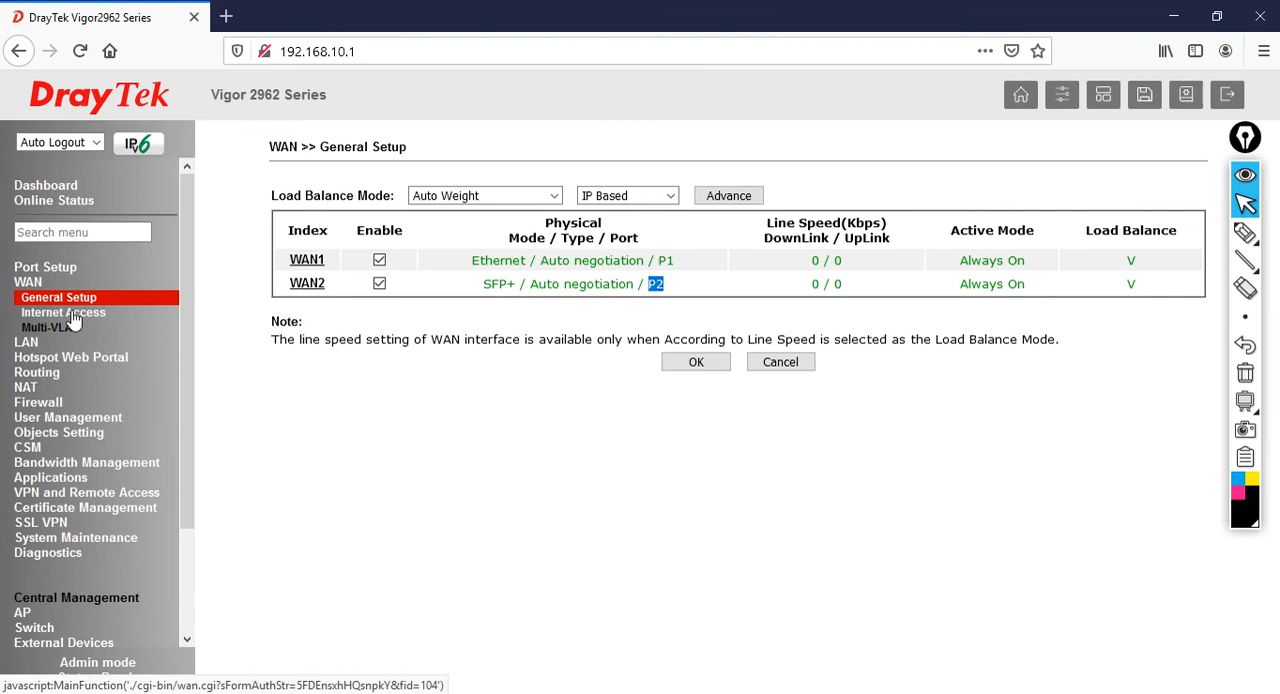 DrayTek Vigor2962 Series
192.168.10.1
DrayTek
Vigor 2962 Series
Auto Logout
IPv6
Dashboard
Online Status
Search menu
Port Setup
WAN
General Setup
Internet Access
Multi-VLA
LAN
Hotspot Web Portal
Routing
NAT
Firewall
User Management
Objects Setting
CSM
Bandwidth Management
Applications
VPN and Remote Access
Certificate Management
SSL VPN
System Maintenance
Diagnostics
Central Management
AP
Switch
External Devices
Admin mode
WAN >> General Setup
Load Balance Mode: Auto Weight IP Based Advance
Index Enable Physical Mode / Type / Port Line Speed(Kbps) DownLink / UpLink Active Mode Load Balance
WAN1 Ethernet / Auto negotiation / P1 0 / 0 Always On V
WAN2 SFP+ / Auto negotiation / P2 0 / 0 Always On V
Note:
The line speed setting of WAN interface is available only when According to Line Speed is selected as the Load Balance Mode.
OK Cancel
javascript:MainFunction('./cgi-bin/wan.cgi?sFormAuthStr=5FDEnsxhHQsnpkY&fid=104')